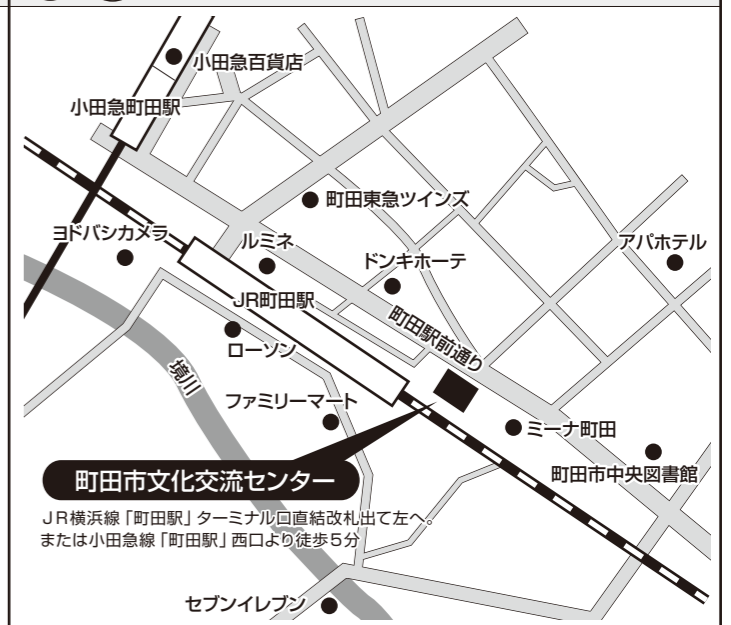 小田急百貨店
小田急町田駅
町田東急ツインズ
ヨドバシカメラ
ルミネ
ドンキホーテ
アパホテル
JR町田駅
町田駅前通り
ローソン
境川
ファミリーマート
ミーナ町田
町田市中央図書館
町田市文化交流センター
JR横浜線「町田駅」ターミナル口直結改札出て左へ。
または小田急線「町田駅」西口より徒歩5分
セブンイレブン